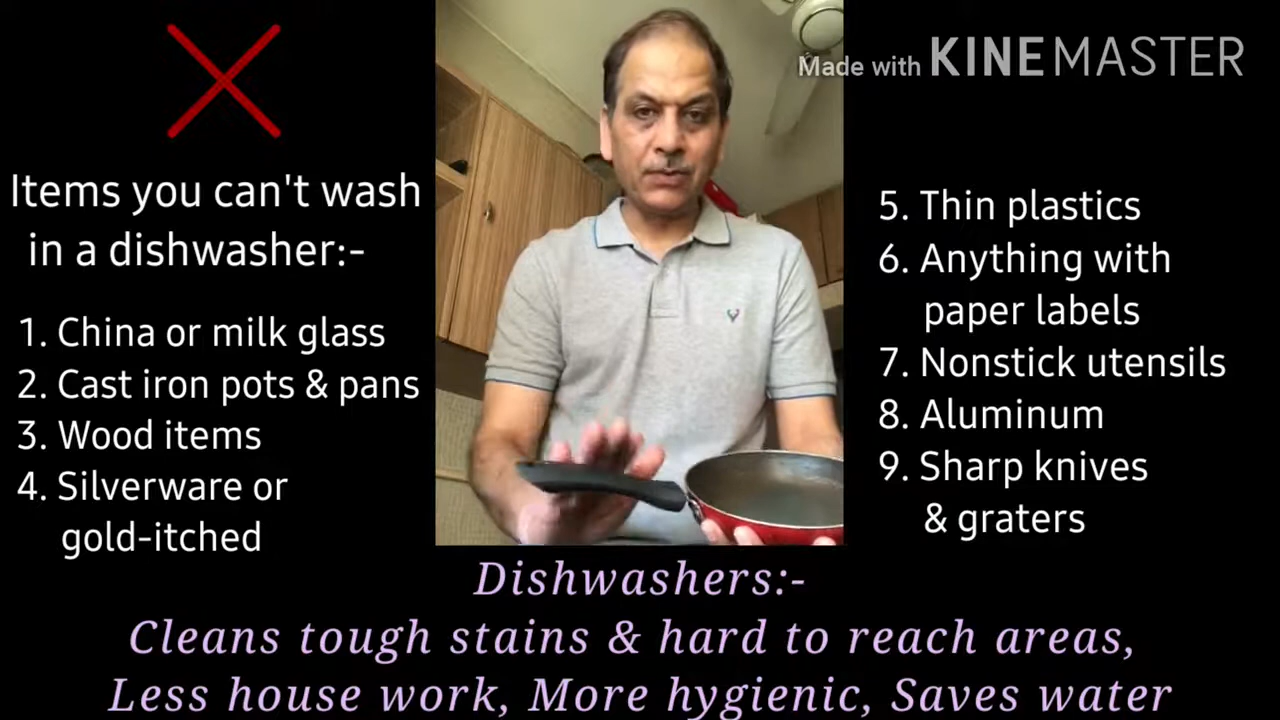 Made with KINEMASTER
Items you can't wash
in a dishwasher:-
1. China or milk glass
2. Cast iron pots & pans
3. Wood items
4. Silverware or
gold-itched
5. Thin plastics
6. Anything with
paper labels
7. Nonstick utensils
8. Aluminum
9. Sharp knives
& graters
Dishwashers:-
Cleans tough stains & hard to reach areas,
Less house work, More hygienic, Saves water